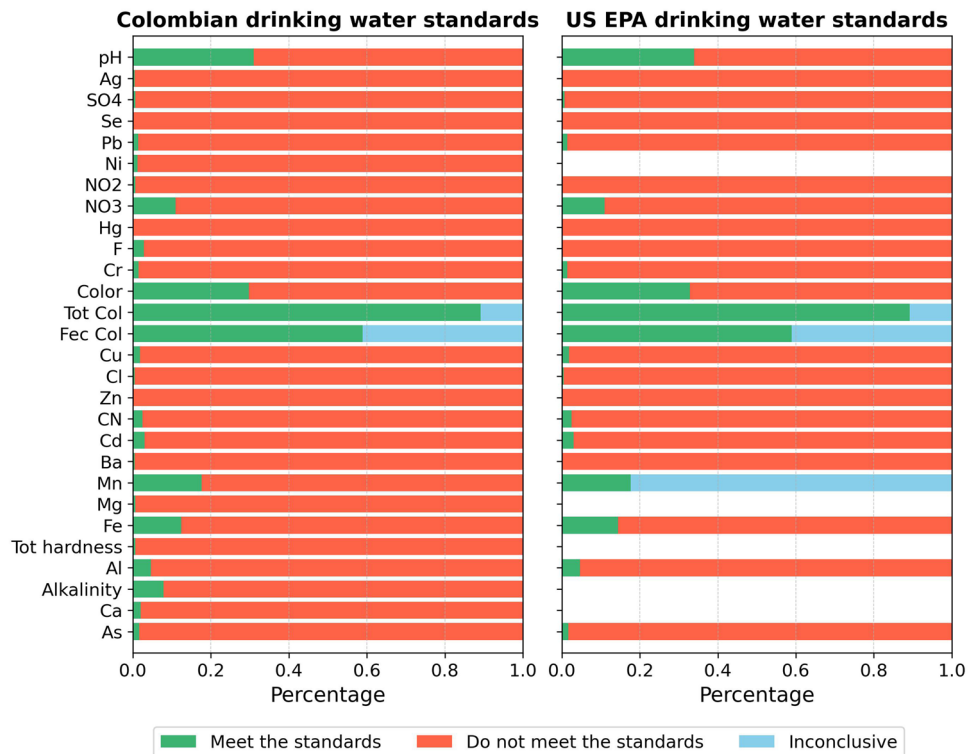 Colombian drinking water standards
US EPA drinking water standards
pH
Ag
SO4
Se
Pb
Ni
NO2
NO3
Hg
F
Cr
Color
Tot Col
Fec Col
Cu
Cl
Zn
CN
Cd
Ba
Mn
Mg
Fe
Tot hardness
Al
Alkalinity
Ca
As
0.0 0.2 0.4 0.6 0.8 1.0
0.0 0.2 0.4 0.6 0.8 1.0
Percentage
Percentage
Meet the standards
Do not meet the standards
Inconclusive